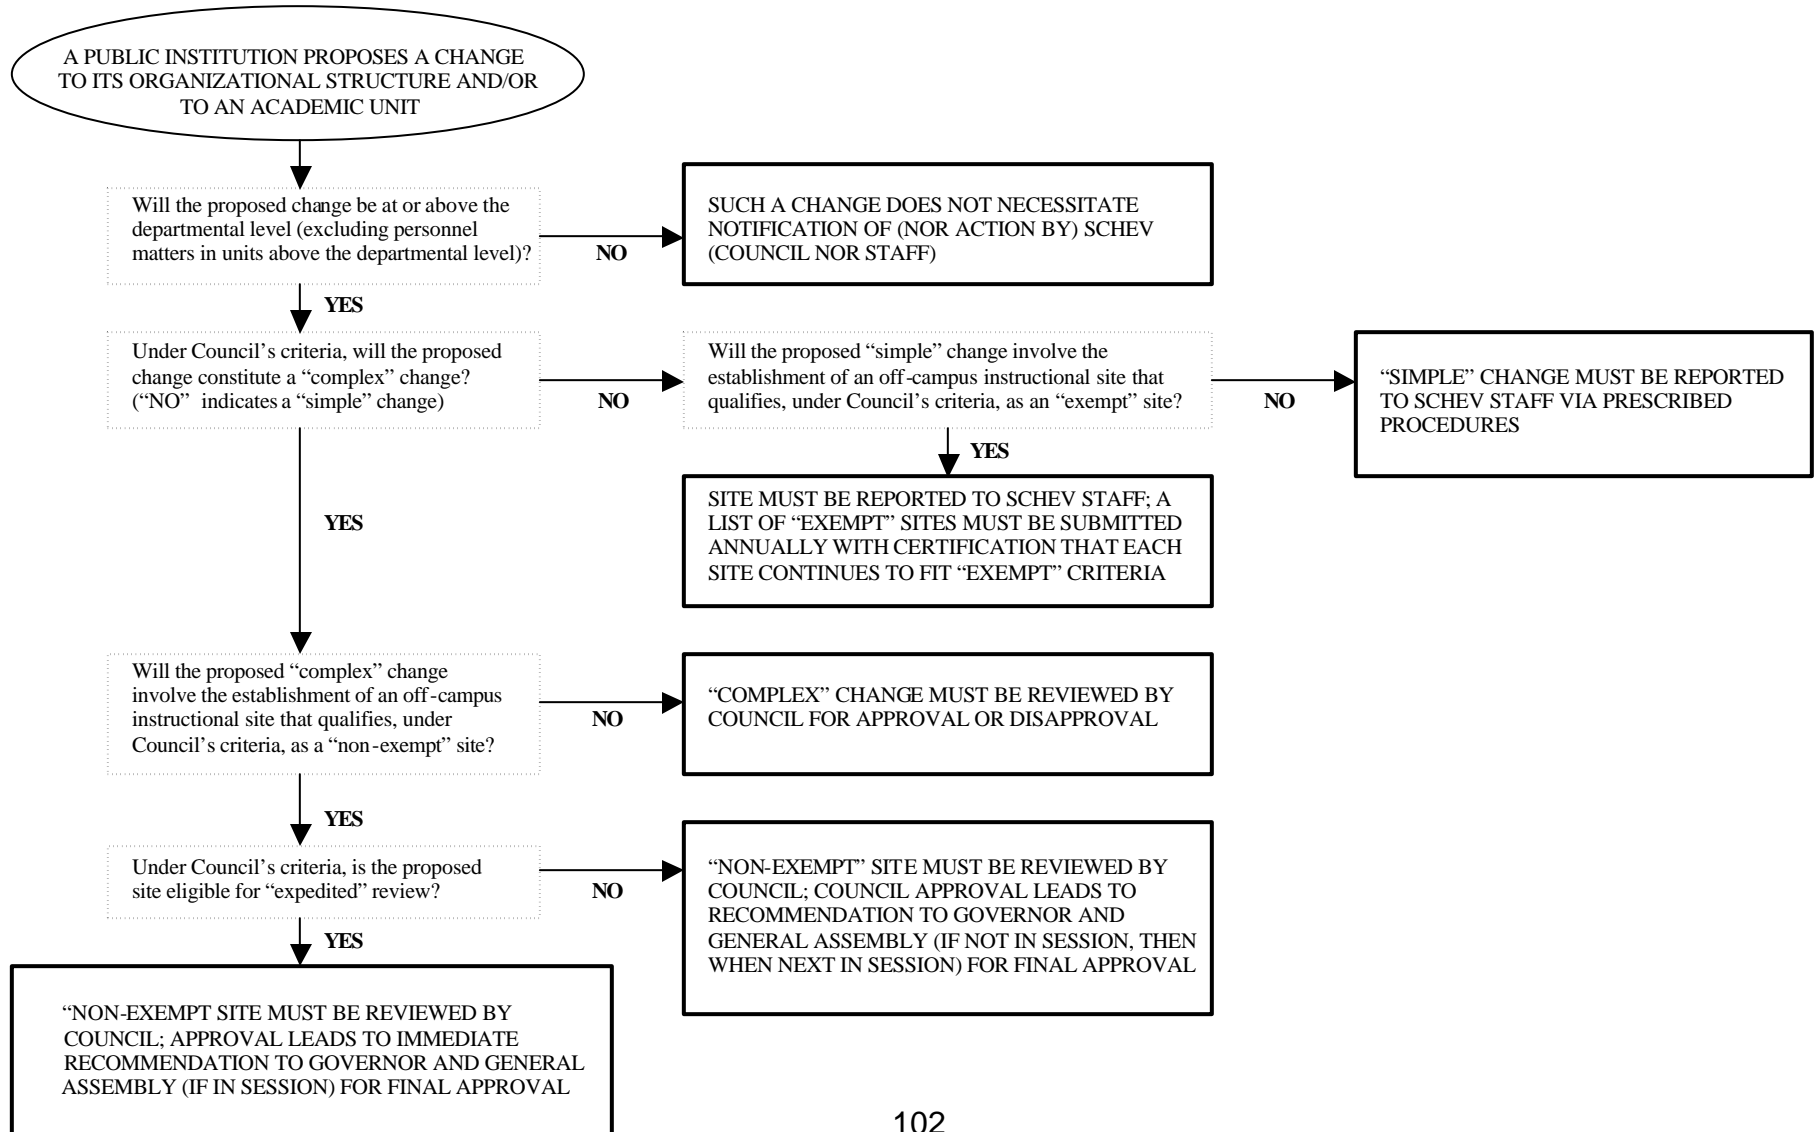 A PUBLIC INSTITUTION PROPOSES A CHANGE
TO ITS ORGANIZATIONAL STRUCTURE AND/OR
TO AN ACADEMIC UNIT
Will the proposed change be at or above the
departmental level (excluding personnel
matters in units above the departmental level)?
NO
SUCH A CHANGE DOES NOT NECESSITATE
NOTIFICATION OF (NOR ACTION BY) SCHEV
(COUNCIL NOR STAFF)
YES
Under Council’s criteria, will the proposed
change constitute a “complex” change?
(“NO” indicates a “simple” change)
NO
Will the proposed “simple” change involve the
establishment of an off-campus instructional site that
qualifies, under Council’s criteria, as an “exempt” site?
NO
“SIMPLE” CHANGE MUST BE REPORTED
TO SCHEV STAFF VIA PRESCRIBED
PROCEDURES
YES
SITE MUST BE REPORTED TO SCHEV STAFF; A
LIST OF “EXEMPT” SITES MUST BE SUBMITTED
ANNUALLY WITH CERTIFICATION THAT EACH
SITE CONTINUES TO FIT “EXEMPT” CRITERIA
YES
Will the proposed “complex” change
involve the establishment of an off-campus
instructional site that qualifies, under
Council’s criteria, as a “non-exempt” site?
NO
“COMPLEX” CHANGE MUST BE REVIEWED BY
COUNCIL FOR APPROVAL OR DISAPPROVAL
YES
Under Council’s criteria, is the proposed
site eligible for “expedited” review?
NO
“NON-EXEMPT” SITE MUST BE REVIEWED BY
COUNCIL; COUNCIL APPROVAL LEADS TO
RECOMMENDATION TO GOVERNOR AND
GENERAL ASSEMBLY (IF NOT IN SESSION, THEN
WHEN NEXT IN SESSION) FOR FINAL APPROVAL
YES
“NON-EXEMPT SITE MUST BE REVIEWED BY
COUNCIL; APPROVAL LEADS TO IMMEDIATE
RECOMMENDATION TO GOVERNOR AND GENERAL
ASSEMBLY (IF IN SESSION) FOR FINAL APPROVAL
102